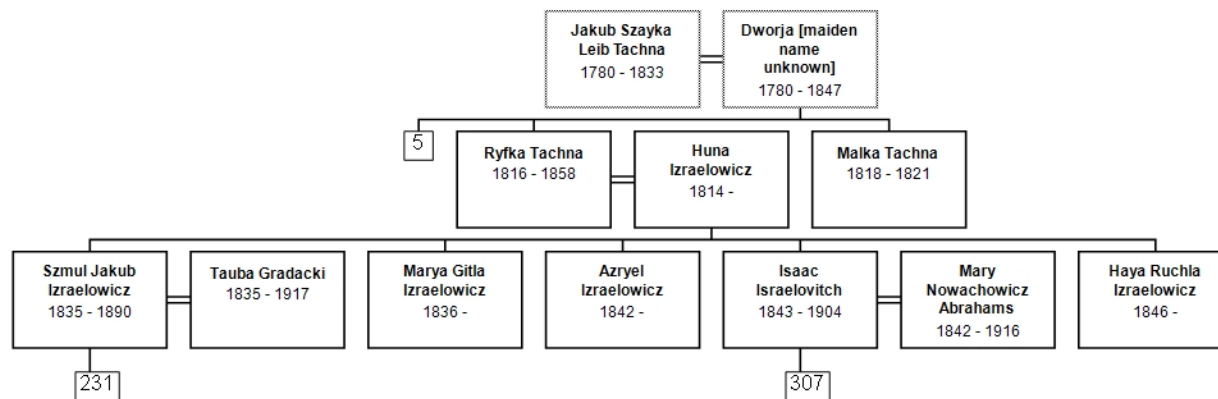 Jakub Szayka
Leib Tachna
1780 - 1833
Dworja [maiden
name
unknown]
1780 - 1847
5
Ryfka Tachna
1816 - 1858
Huna
Izraelowicz
1814 -
Malka Tachna
1818 - 1821
Szmul Jakub
Izraelowicz
1835 - 1890
Tauba Gradacki
1835 - 1917
Marya Gitla
Izraelowicz
1836 -
Azryel
Izraelowicz
1842 -
Isaac
Israelovitch
1843 - 1904
Mary
Nowachowicz
Abrahams
1842 - 1916
Haya Ruchla
Izraelowicz
1846 -
231
307